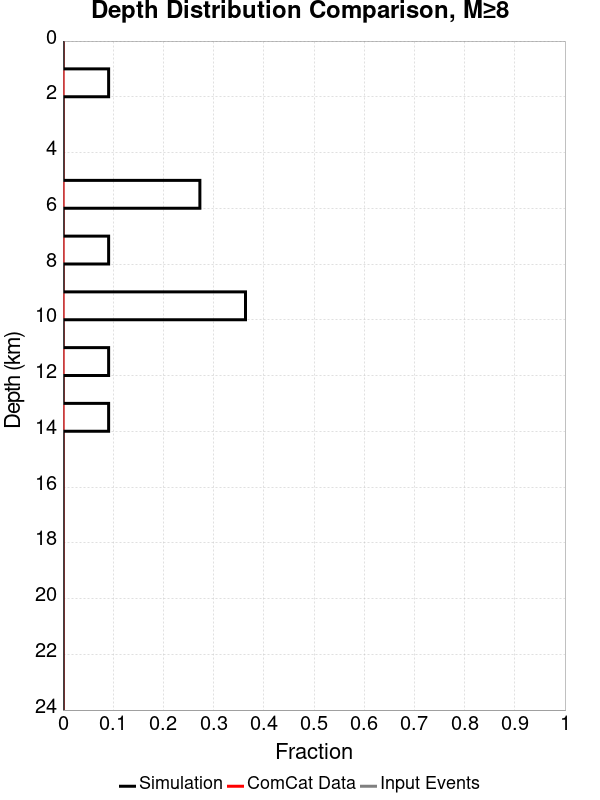 Depth Distribution Comparison, M≥8
0
2
4
6
8
10
12
14
16
18
20
22
24
Depth (km)
0 0.1 0.2 0.3 0.4 0.5 0.6 0.7 0.8 0.9 1
Fraction
Simulation ComCat Data Input Events